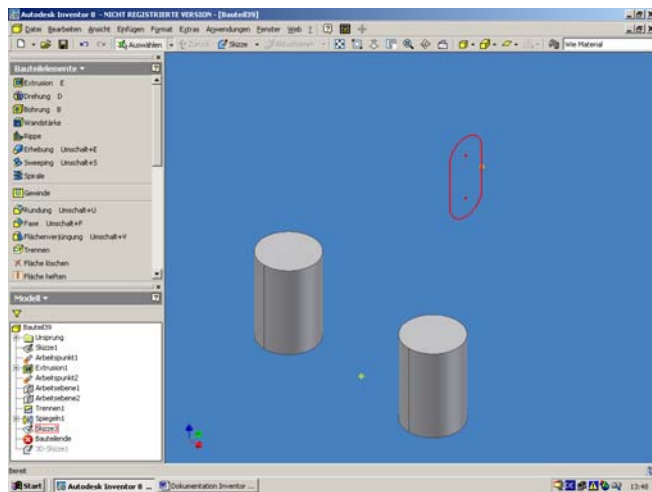 Autodesk Inventor 8 - NICHT REGISTRIERTE VERSION - [Bauteil39]
Datei Bearbeiten Ansicht Einfügen Format Extras Anwendungen Fenster Web ?
Auswählen Zurück Skizze Aktualisieren Wie Material
Bauteilelemente
Extrusion E
Drehung D
Bohrung B
Wandstärke
Rippe
Erhebung Umschalt+E
Sweeping Umschalt+S
Spirale
Gewinde
Rundung Umschalt+U
Fase Umschalt+F
Flächenverjüngung Umschalt+V
Trennen
Fläche löschen
Fläche heften
Modell
Bauteil39
Ursprung
Skizze1
Arbeitspunkt1
Extrusion1
Arbeitspunkt2
Arbeitsebene1
Arbeitsebene2
Trennen1
Spiegeln1
Skizze3
Bauteilende
3D-Skizze1
Bereit
Start Autodesk Inventor 8 ... Dokumentation Inventor ... 13:48